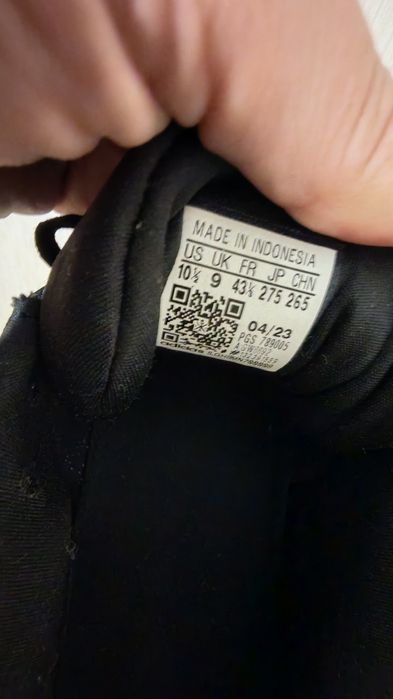 MADE IN INDONESIA
US UK FR JP CHN
10½ 9 43⅓ 275 265
04/23
PGS 789005
adidas